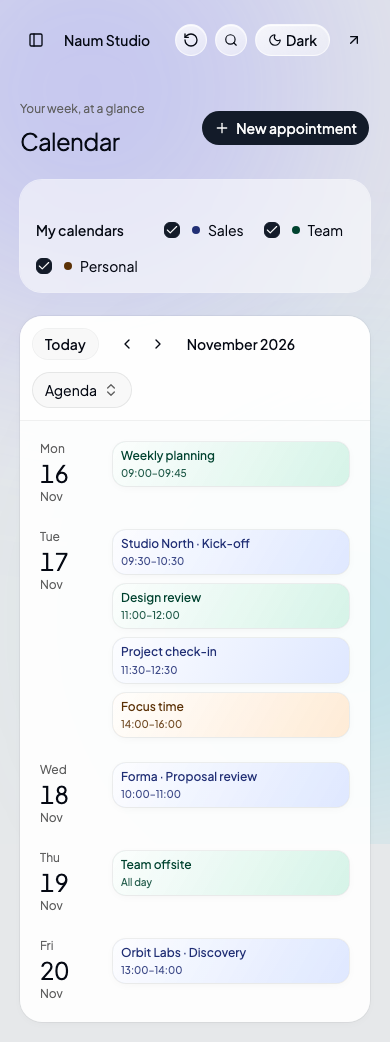 Naum Studio
Dark
Your week, at a glance
Calendar
New appointment
My calendars
Sales
Team
Personal
Today
November 2026
Agenda
Mon
16
Nov
Weekly planning
09:00–09:45
Tue
17
Nov
Studio North · Kick-off
09:30–10:30
Design review
11:00–12:00
Project check-in
11:30–12:30
Focus time
14:00–16:00
Wed
18
Nov
Forma · Proposal review
10:00–11:00
Thu
19
Nov
Team offsite
All day
Fri
20
Nov
Orbit Labs · Discovery
13:00–14:00